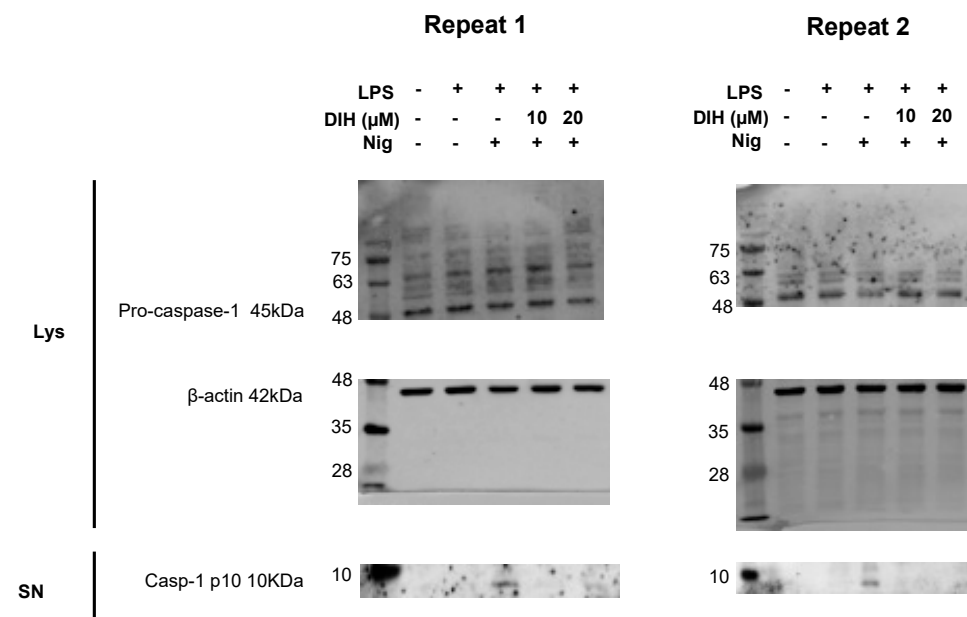 Repeat 1
Repeat 2
LPS - + + + +
DIH (µM) - - - 10 20
Nig - - + + +
LPS - + + + +
DIH (µM) - - - 10 20
Nig - - + + +
Lys
Pro-caspase-1 45kDa
75
63
48
75
63
48
β-actin 42kDa
48
35
28
48
35
28
SN
Casp-1 p10 10KDa
10
10